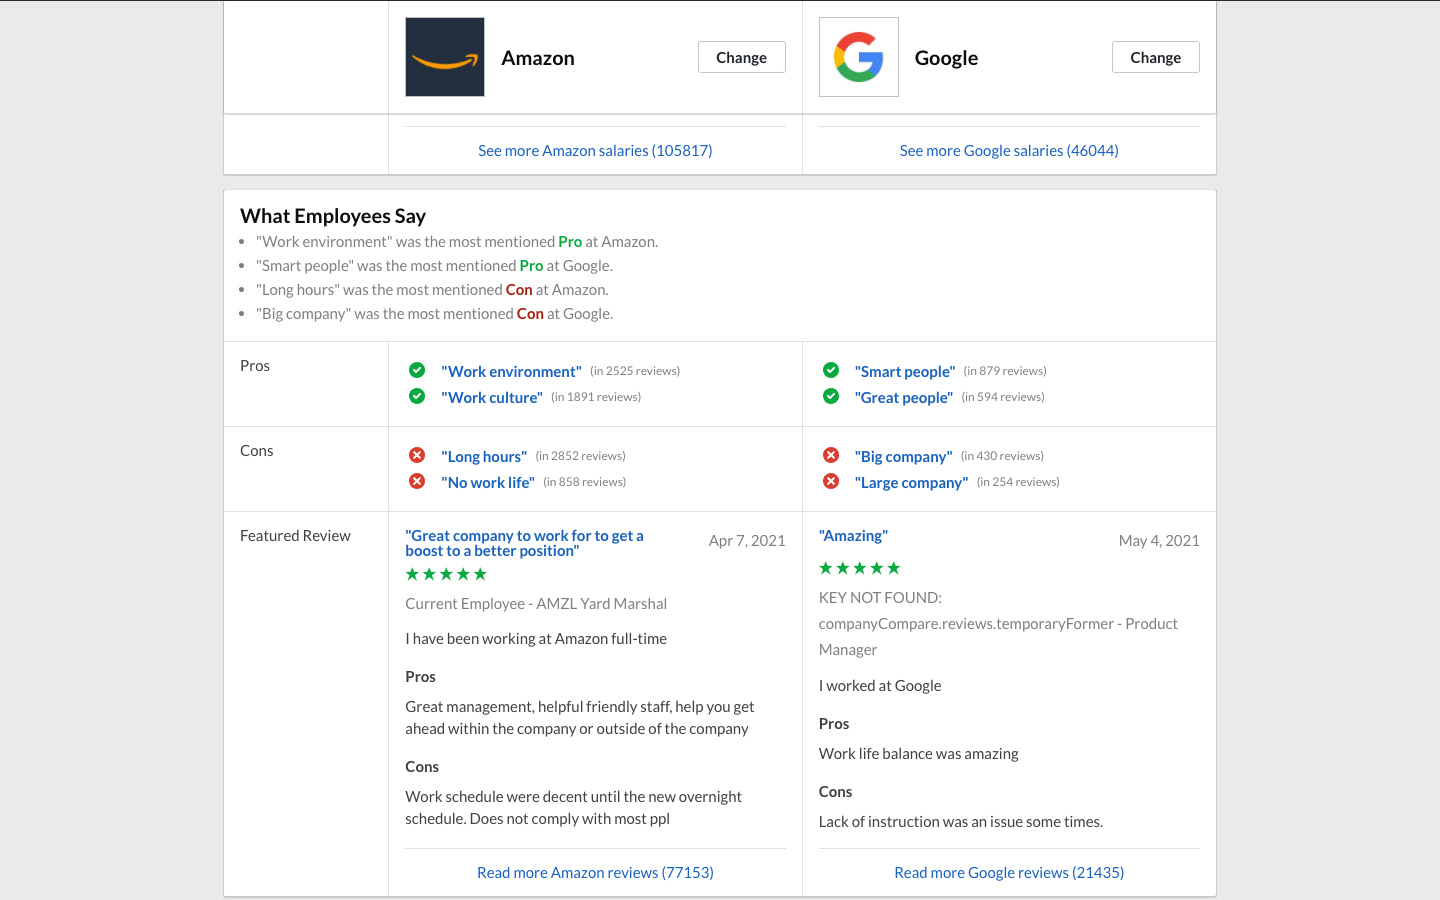 Amazon
Change
Google
Change
See more Amazon salaries (105817)
See more Google salaries (46044)
What Employees Say
"Work environment" was the most mentioned Pro at Amazon.
"Smart people" was the most mentioned Pro at Google.
"Long hours" was the most mentioned Con at Amazon.
"Big company" was the most mentioned Con at Google.
Pros
"Work environment" (in 2525 reviews)
"Work culture" (in 1891 reviews)
"Smart people" (in 879 reviews)
"Great people" (in 594 reviews)
Cons
"Long hours" (in 2852 reviews)
"No work life" (in 858 reviews)
"Big company" (in 430 reviews)
"Large company" (in 254 reviews)
Featured Review
"Great company to work for to get a
boost to a better position"
Apr 7, 2021
Current Employee - AMZL Yard Marshal
I have been working at Amazon full-time
Pros
Great management, helpful friendly staff, help you get
ahead within the company or outside of the company
Cons
Work schedule were decent until the new overnight
schedule. Does not comply with most ppl
Read more Amazon reviews (77153)
"Amazing"
May 4, 2021
KEY NOT FOUND:
companyCompare.reviews.temporaryFormer - Product
Manager
I worked at Google
Pros
Work life balance was amazing
Cons
Lack of instruction was an issue some times.
Read more Google reviews (21435)